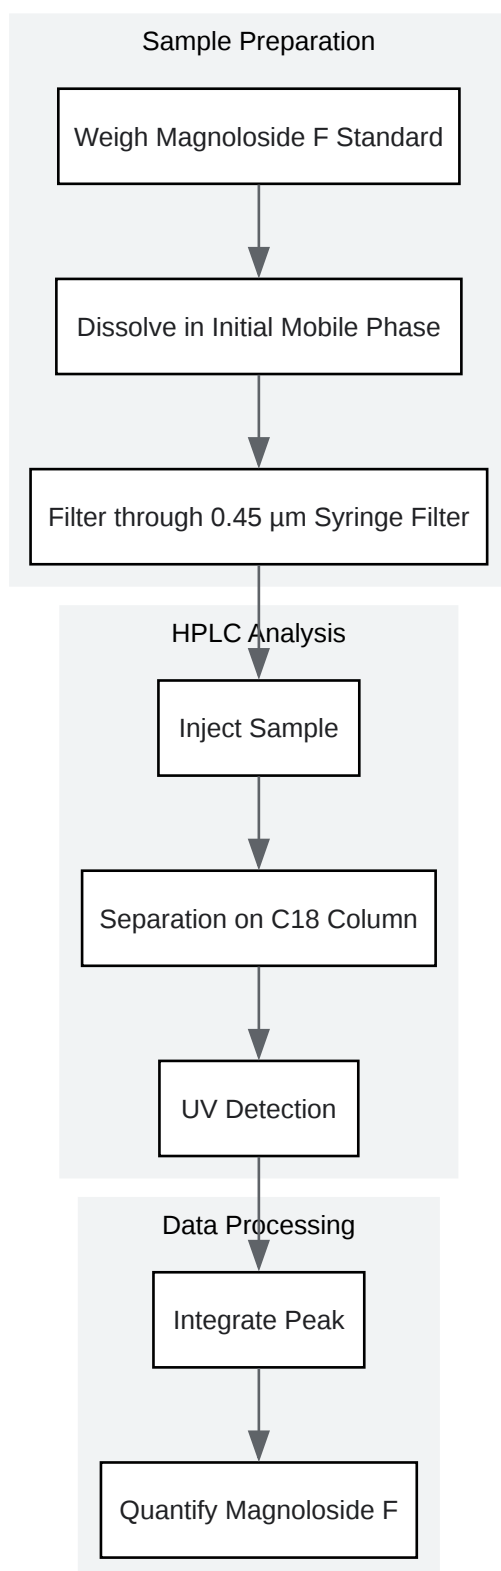 Sample Preparation
Weigh Magnoloside F Standard
Dissolve in Initial Mobile Phase
Filter through 0.45 µm Syringe Filter
HPLC Analysis
Inject Sample
Separation on C18 Column
UV Detection
Data Processing
Integrate Peak
Quantify Magnoloside F